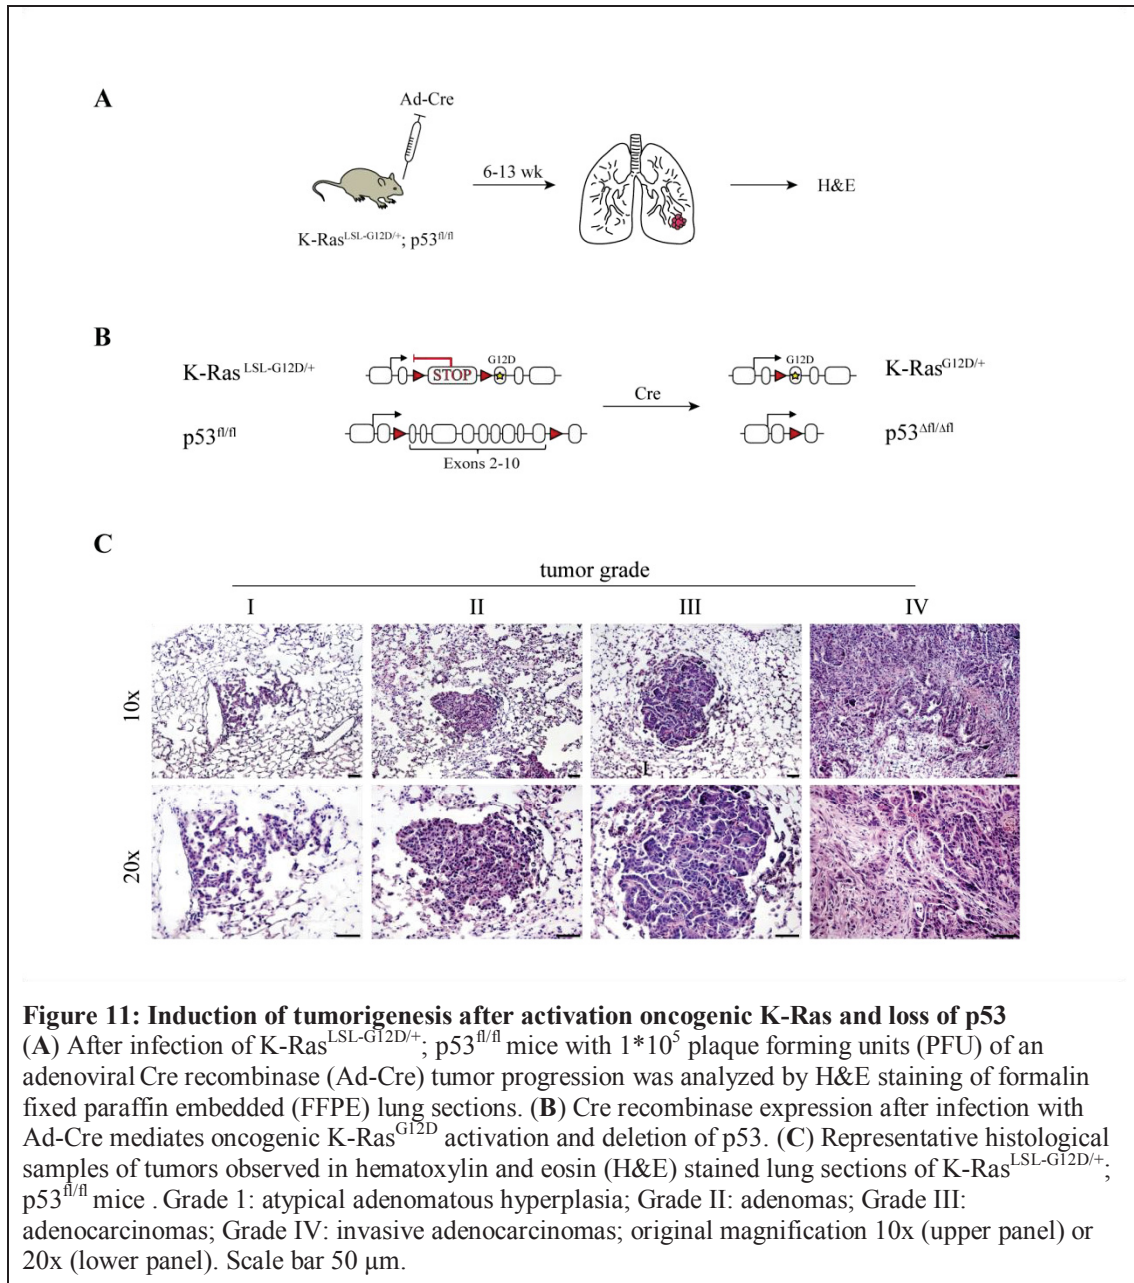 A
Ad-Cre
6-13 wk
H&E
K-Ras^LSL-G12D/+; p53^fl/fl
B
K-Ras ^LSL-G12D/+
G12D
STOP
Cre
G12D
K-Ras^G12D/+
p53^fl/fl
Exons 2-10
p53^Δfl/Δfl
C
tumor grade
I II III IV
10x
20x
Figure 11: Induction of tumorigenesis after activation oncogenic K-Ras and loss of p53
(A) After infection of K-Ras^LSL-G12D/+; p53^fl/fl mice with 1*10^5 plaque forming units (PFU) of an
adenoviral Cre recombinase (Ad-Cre) tumor progression was analyzed by H&E staining of formalin
fixed paraffin embedded (FFPE) lung sections. (B) Cre recombinase expression after infection with
Ad-Cre mediates oncogenic K-Ras^G12D activation and deletion of p53. (C) Representative histological
samples of tumors observed in hematoxylin and eosin (H&E) stained lung sections of K-Ras^LSL-G12D/+;
p53^fl/fl mice . Grade 1: atypical adenomatous hyperplasia; Grade II: adenomas; Grade III:
adenocarcinomas; Grade IV: invasive adenocarcinomas; original magnification 10x (upper panel) or
20x (lower panel). Scale bar 50 µm.